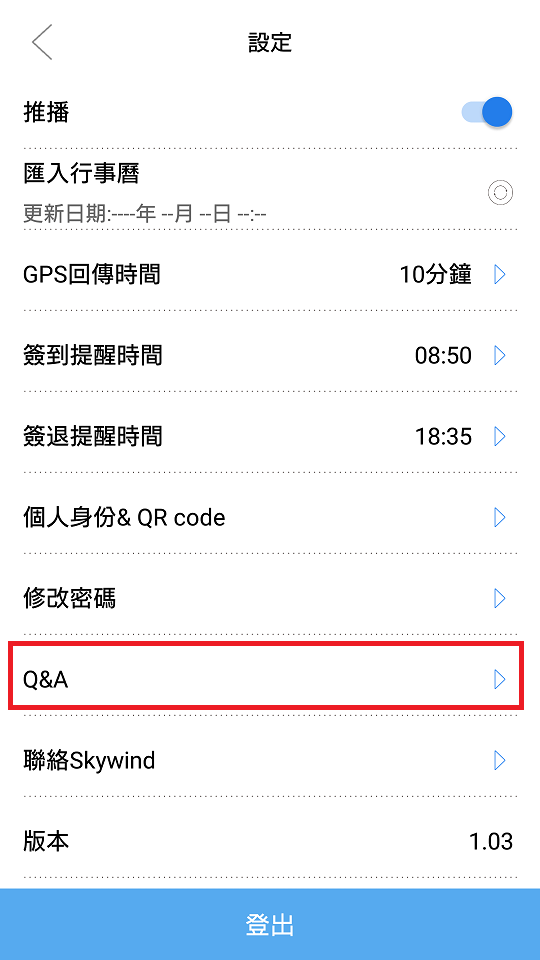 設定
推播
匯入行事曆
更新日期:----年 --月 --日 --:--
GPS回傳時間 10分鐘
簽到提醒時間 08:50
簽退提醒時間 18:35
個人身份& QR code
修改密碼
Q&A
聯絡Skywind
版本 1.03
登出